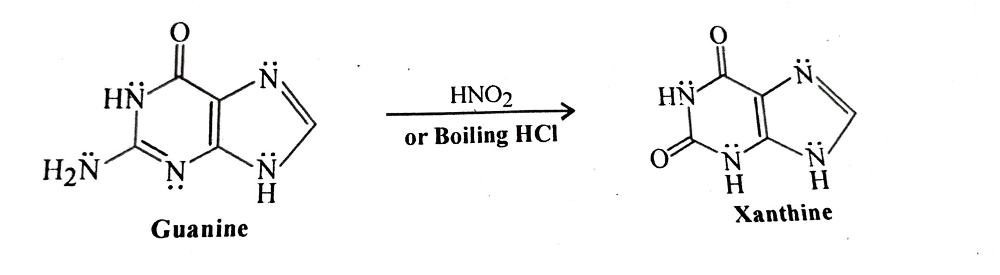 O
N̈
HN̈
H₂N̈
N̤
N̈
H
Guanine
HNO₂
or Boiling HCl
O
N̈
HN̈
O
N̈
H
N̈
H
Xanthine